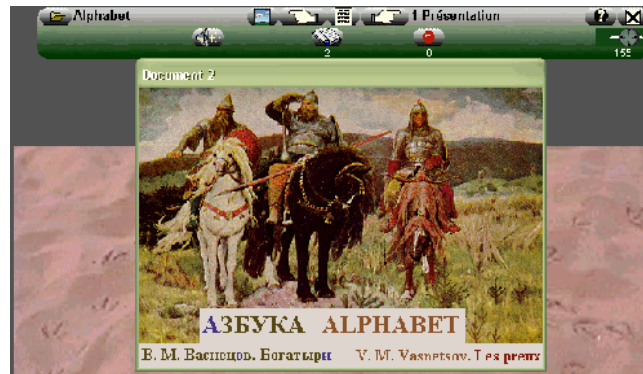 Alphabet 1 Présentation
2 0 155
Document 2
АЗБУКА ALPHABET
В. М. Васнецов. Богатыри V. M. Vasnetsov. Les preux